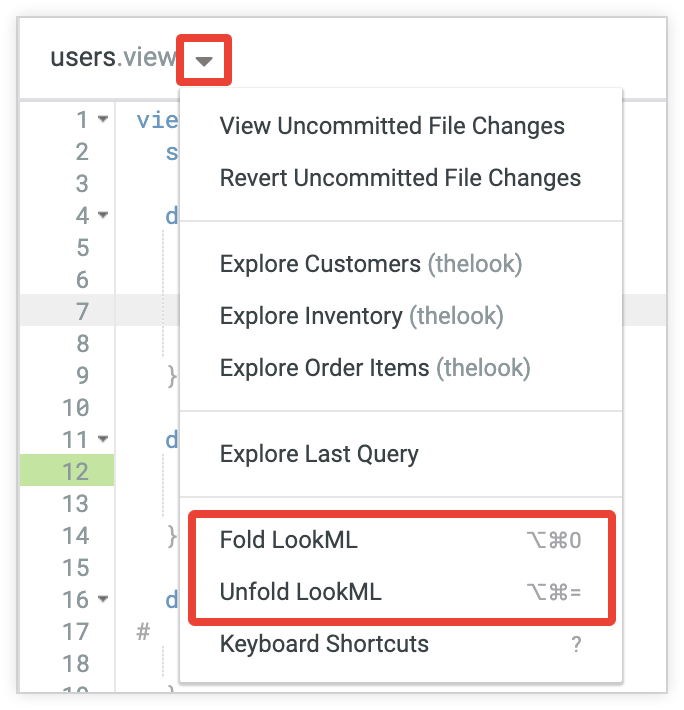 users.view
1 vie
2 s
3
4 d
5
6
7
8
9 }
10
11 d
12
13
14 }
15
16 d
17 #
18
View Uncommitted File Changes
Revert Uncommitted File Changes
Explore Customers (thelook)
Explore Inventory (thelook)
Explore Order Items (thelook)
Explore Last Query
Fold LookML ⌥⌘0
Unfold LookML ⌥⌘=
Keyboard Shortcuts ?